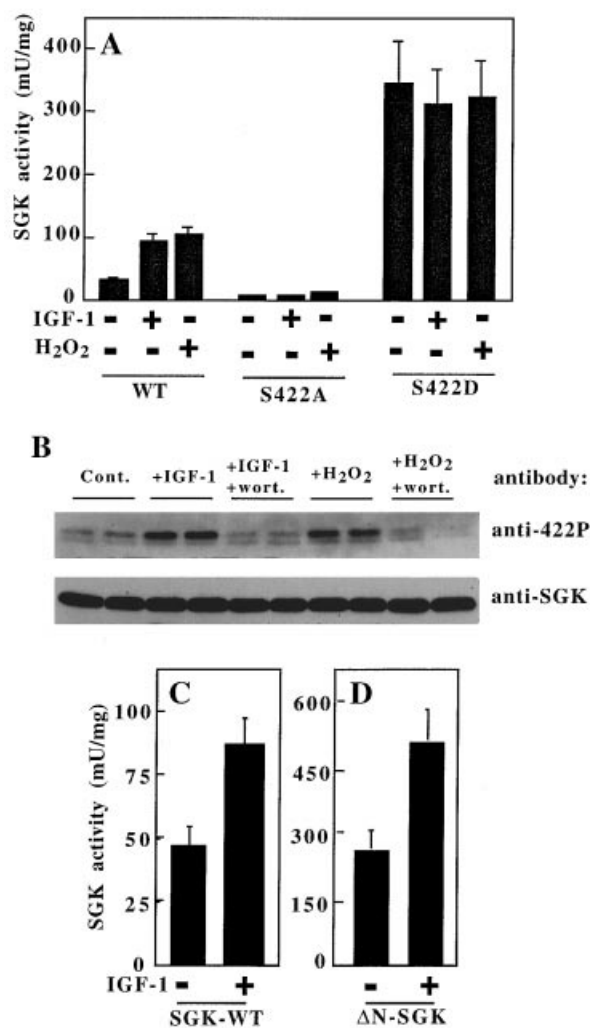 A
SGK activity (mU/mg)
400
300
200
100
0
IGF-1 - + - - + - - + -
H₂O₂ - - + - - + - - +
WT S422A S422D
B
Cont. +IGF-1 +IGF-1 +wort. +H₂O₂ +H₂O₂ +wort. antibody:
anti-422P
anti-SGK
C D
SGK activity (mU/mg)
100
75
50
25
0
600
450
300
150
0
IGF-1 - + - +
SGK-WT ΔN-SGK